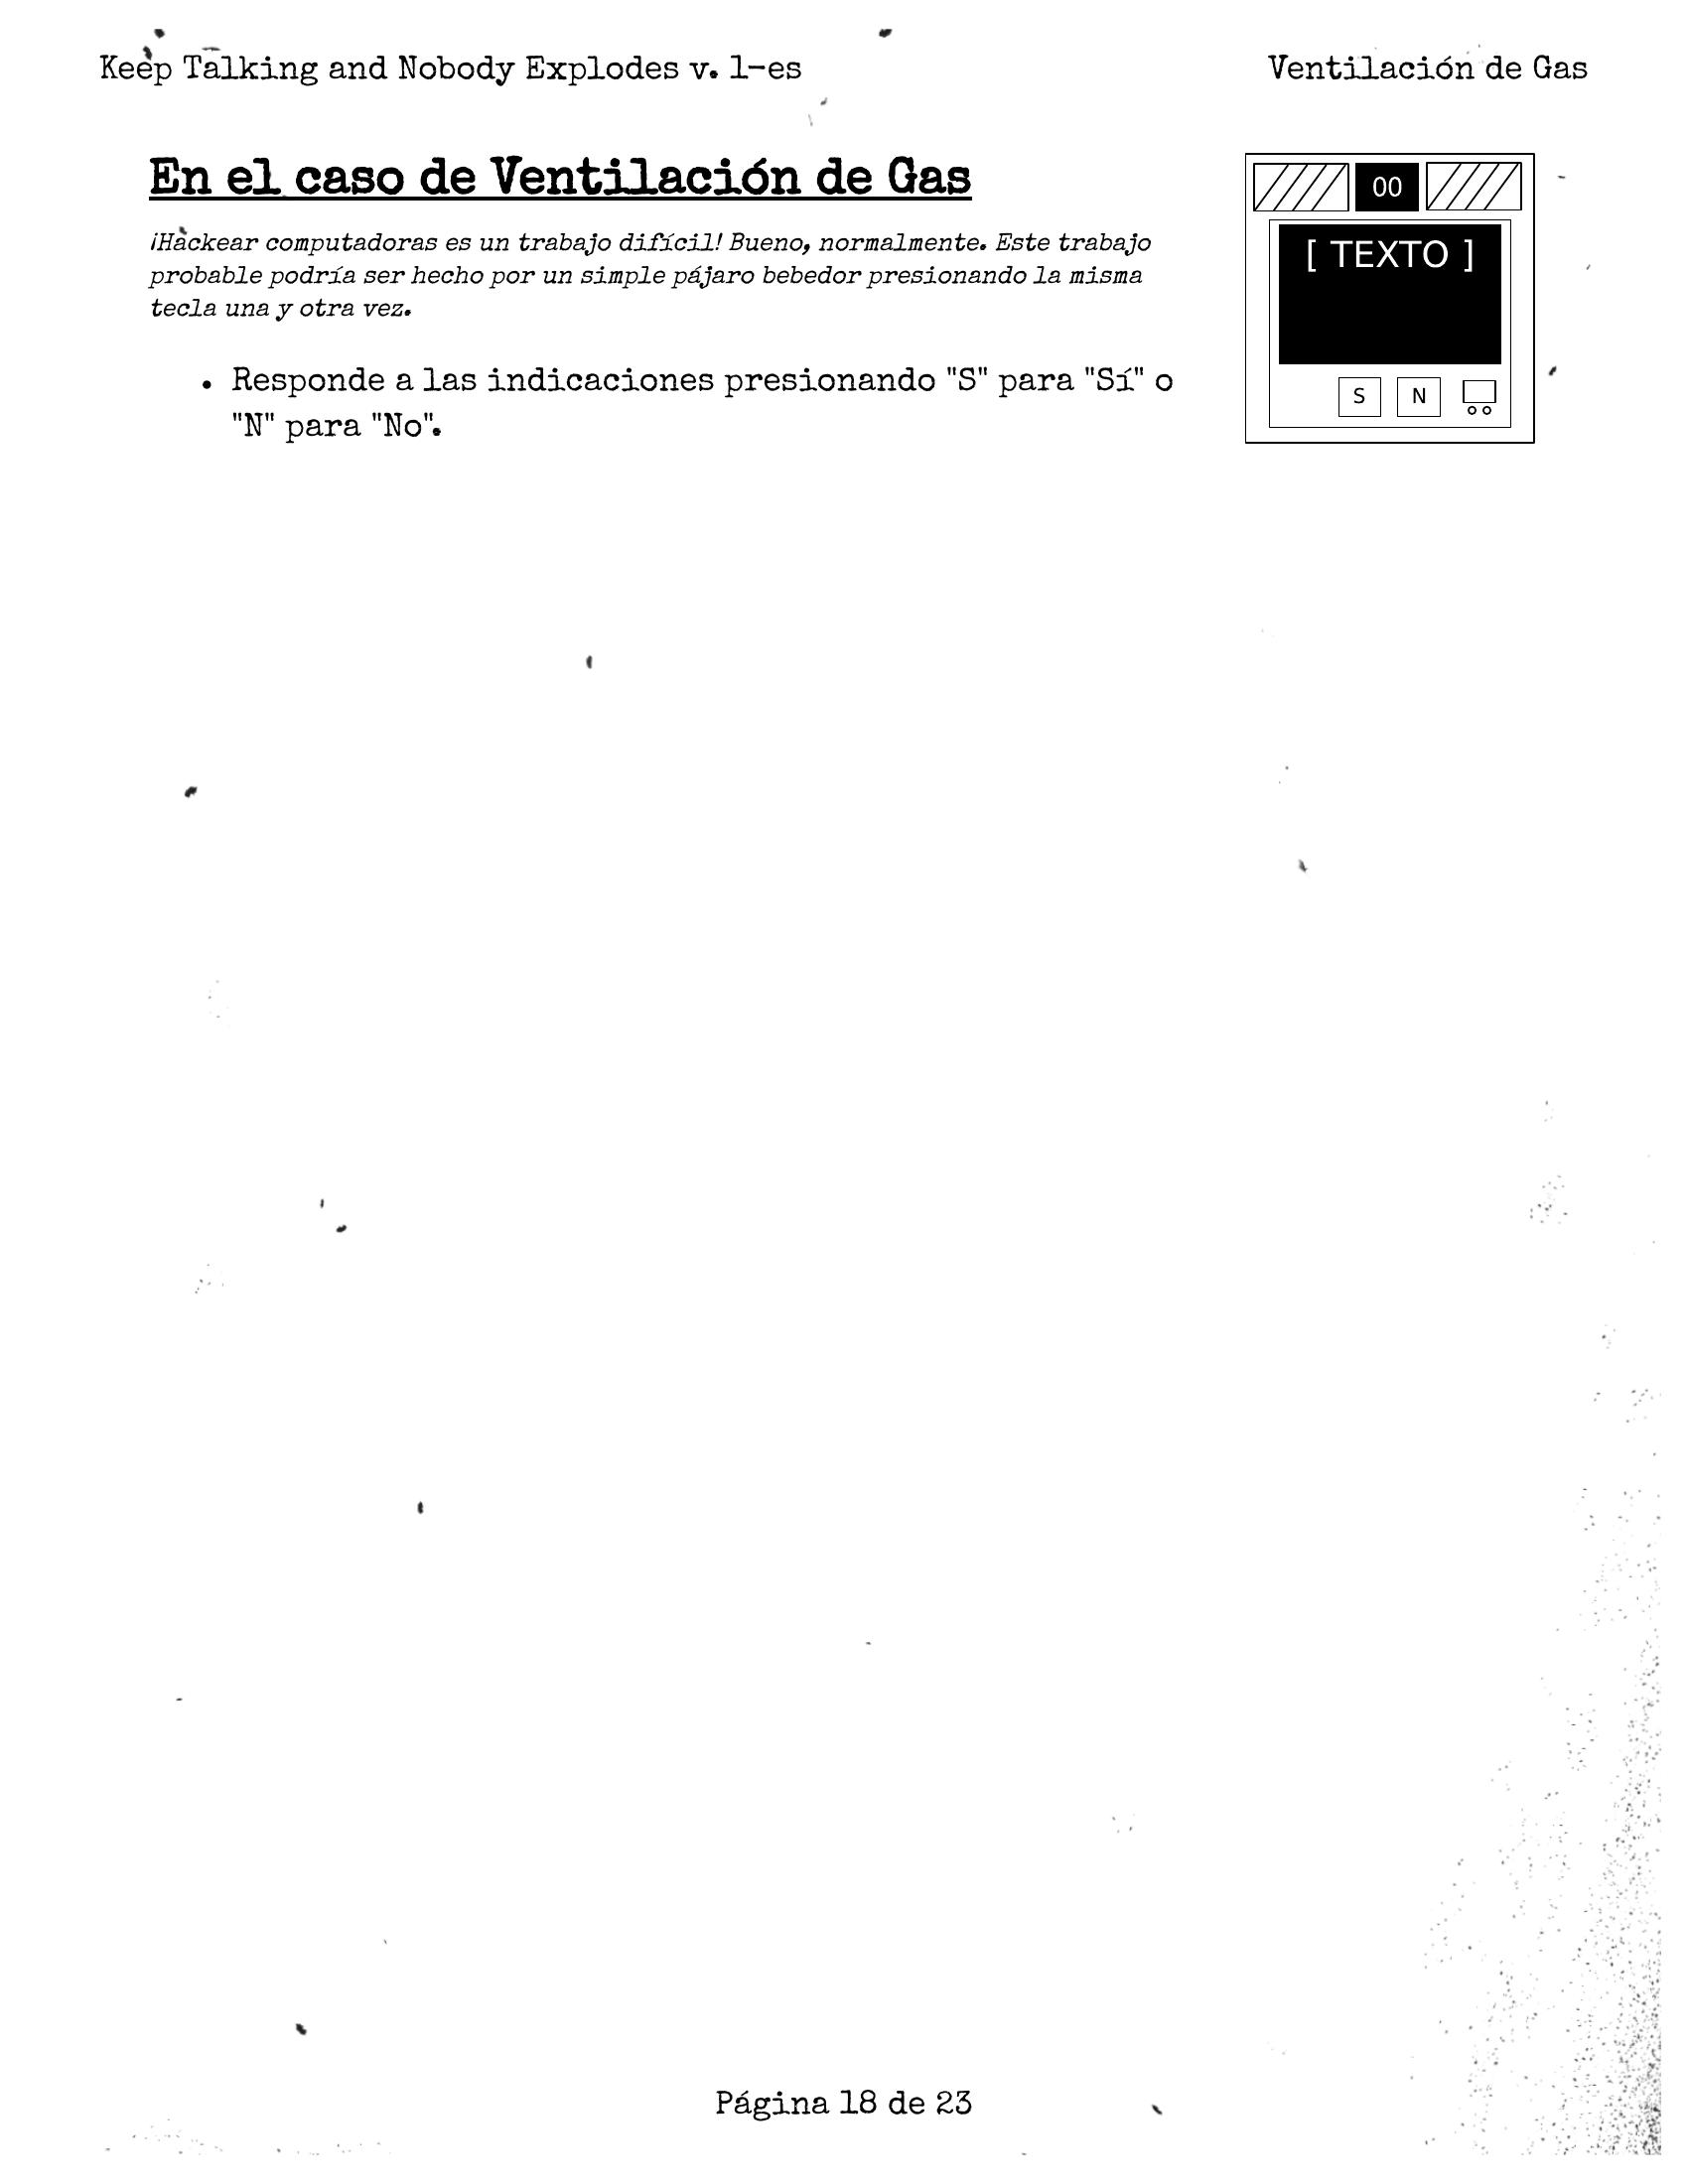 Keep Talking and Nobody Explodes v. 1-es
Ventilación de Gas
En el caso de Ventilación de Gas
¡Hackear computadoras es un trabajo difícil! Bueno, normalmente. Este trabajo
probable podría ser hecho por un simple pájaro bebedor presionando la misma
tecla una y otra vez.
• Responde a las indicaciones presionando "S" para "Sí" o
"N" para "No".
00
[ TEXTO ]
S N
Página 18 de 23